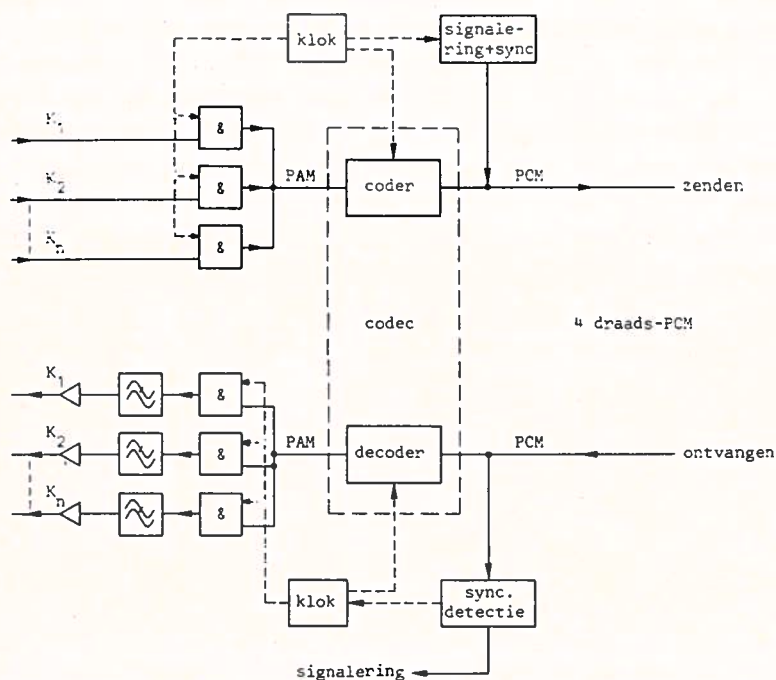 klok
signale-
ring+sync
K1
&
K2
&
PAM
coder
PCM
zenden
Kn
&
codec
4 draads-PCM
K1
&
K2
&
PAM
decoder
PCM
ontvangen
Kn
&
klok
sync.
detectie
signalering